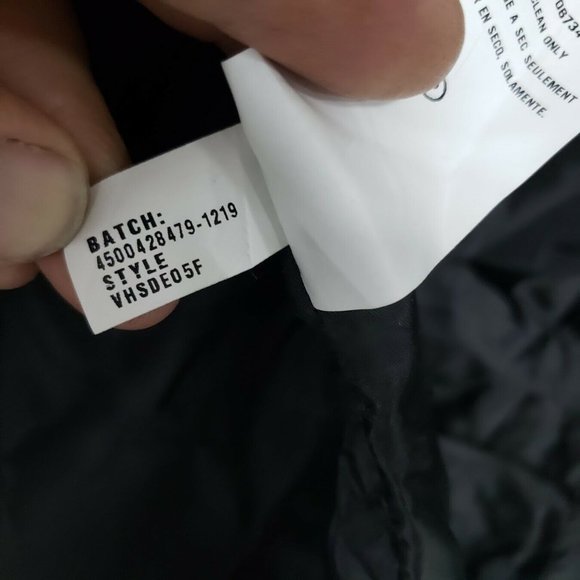 BATCH:
4500428479-1219
STYLE
VHSDE05F
CLEAN ONLY
A SEC SEULEMENT
EN SECO, SOLAMENTE.